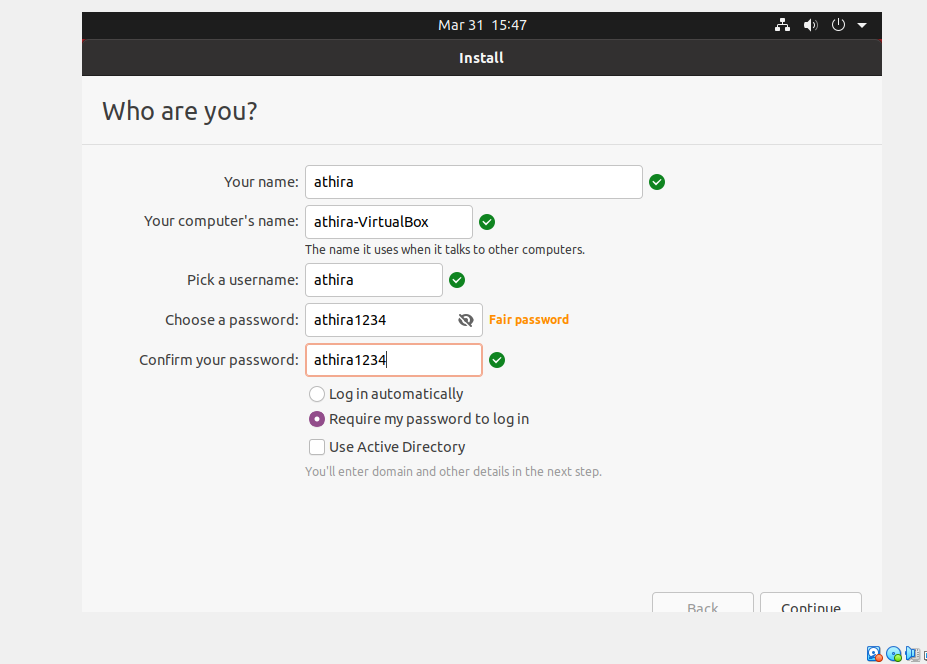 Mar 31 15:47
Install
Who are you?
Your name: athira
Your computer's name: athira-VirtualBox
The name it uses when it talks to other computers.
Pick a username: athira
Choose a password: athira1234 Fair password
Confirm your password: athira1234
Log in automatically
Require my password to log in
Use Active Directory
You'll enter domain and other details in the next step.
Back Continue